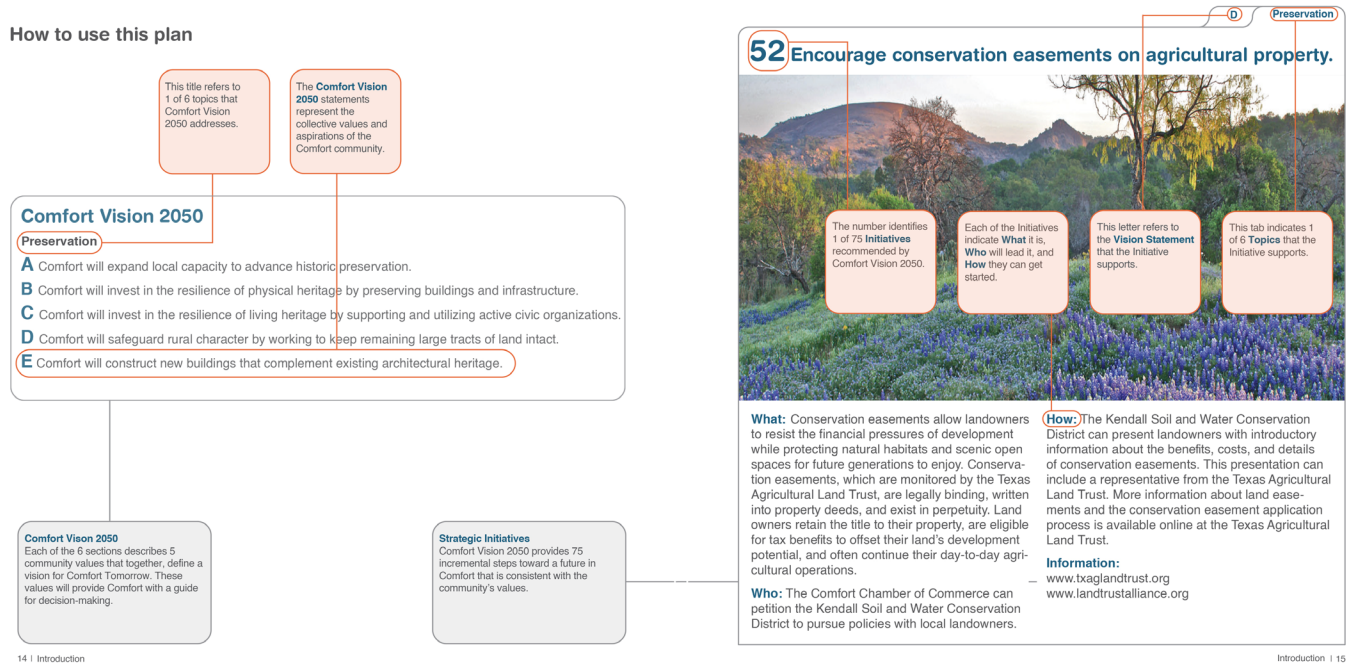 How to use this plan
This title refers to
1 of 6 topics that
Comfort Vision
2050 addresses.
The Comfort Vision
2050 statements
represent the
collective values and
aspirations of the
Comfort community.
Comfort Vision 2050
Preservation
A Comfort will expand local capacity to advance historic preservation.
B Comfort will invest in the resilience of physical heritage by preserving buildings and infrastructure.
C Comfort will invest in the resilience of living heritage by supporting and utilizing active civic organizations.
D Comfort will safeguard rural character by working to keep remaining large tracts of land intact.
E Comfort will construct new buildings that complement existing architectural heritage.
Comfort Vison 2050
Each of the 6 sections describes 5
community values that together, define a
vision for Comfort Tomorrow. These
values will provide Comfort with a guide
for decision-making.
Strategic Initiatives
Comfort Vision 2050 provides 75
incremental steps toward a future in
Comfort that is consistent with the
community's values.
14 | Introduction
D
Preservation
52 Encourage conservation easements on agricultural property.
The number identifies
1 of 75 Initiatives
recommended by
Comfort Vision 2050.
Each of the Initiatives
indicate What it is,
Who will lead it, and
How they can get
started.
This letter refers to
the Vision Statement
that the Initiative
supports.
This tab indicates 1
of 6 Topics that the
Initiative supports.
What: Conservation easements allow landowners
to resist the financial pressures of development
while protecting natural habitats and scenic open
spaces for future generations to enjoy. Conserva-
tion easements, which are monitored by the Texas
Agricultural Land Trust, are legally binding, written
into property deeds, and exist in perpetuity. Land
owners retain the title to their property, are eligible
for tax benefits to offset their land's development
potential, and often continue their day-to-day agri-
cultural operations.
Who: The Comfort Chamber of Commerce can
petition the Kendall Soil and Water Conservation
District to pursue policies with local landowners.
How: The Kendall Soil and Water Conservation
District can present landowners with introductory
information about the benefits, costs, and details
of conservation easements. This presentation can
include a representative from the Texas Agricultural
Land Trust. More information about land ease-
ments and the conservation easement application
process is available online at the Texas Agricultural
Land Trust.
Information:
www.txaglandtrust.org
www.landtrustalliance.org
Introduction | 15